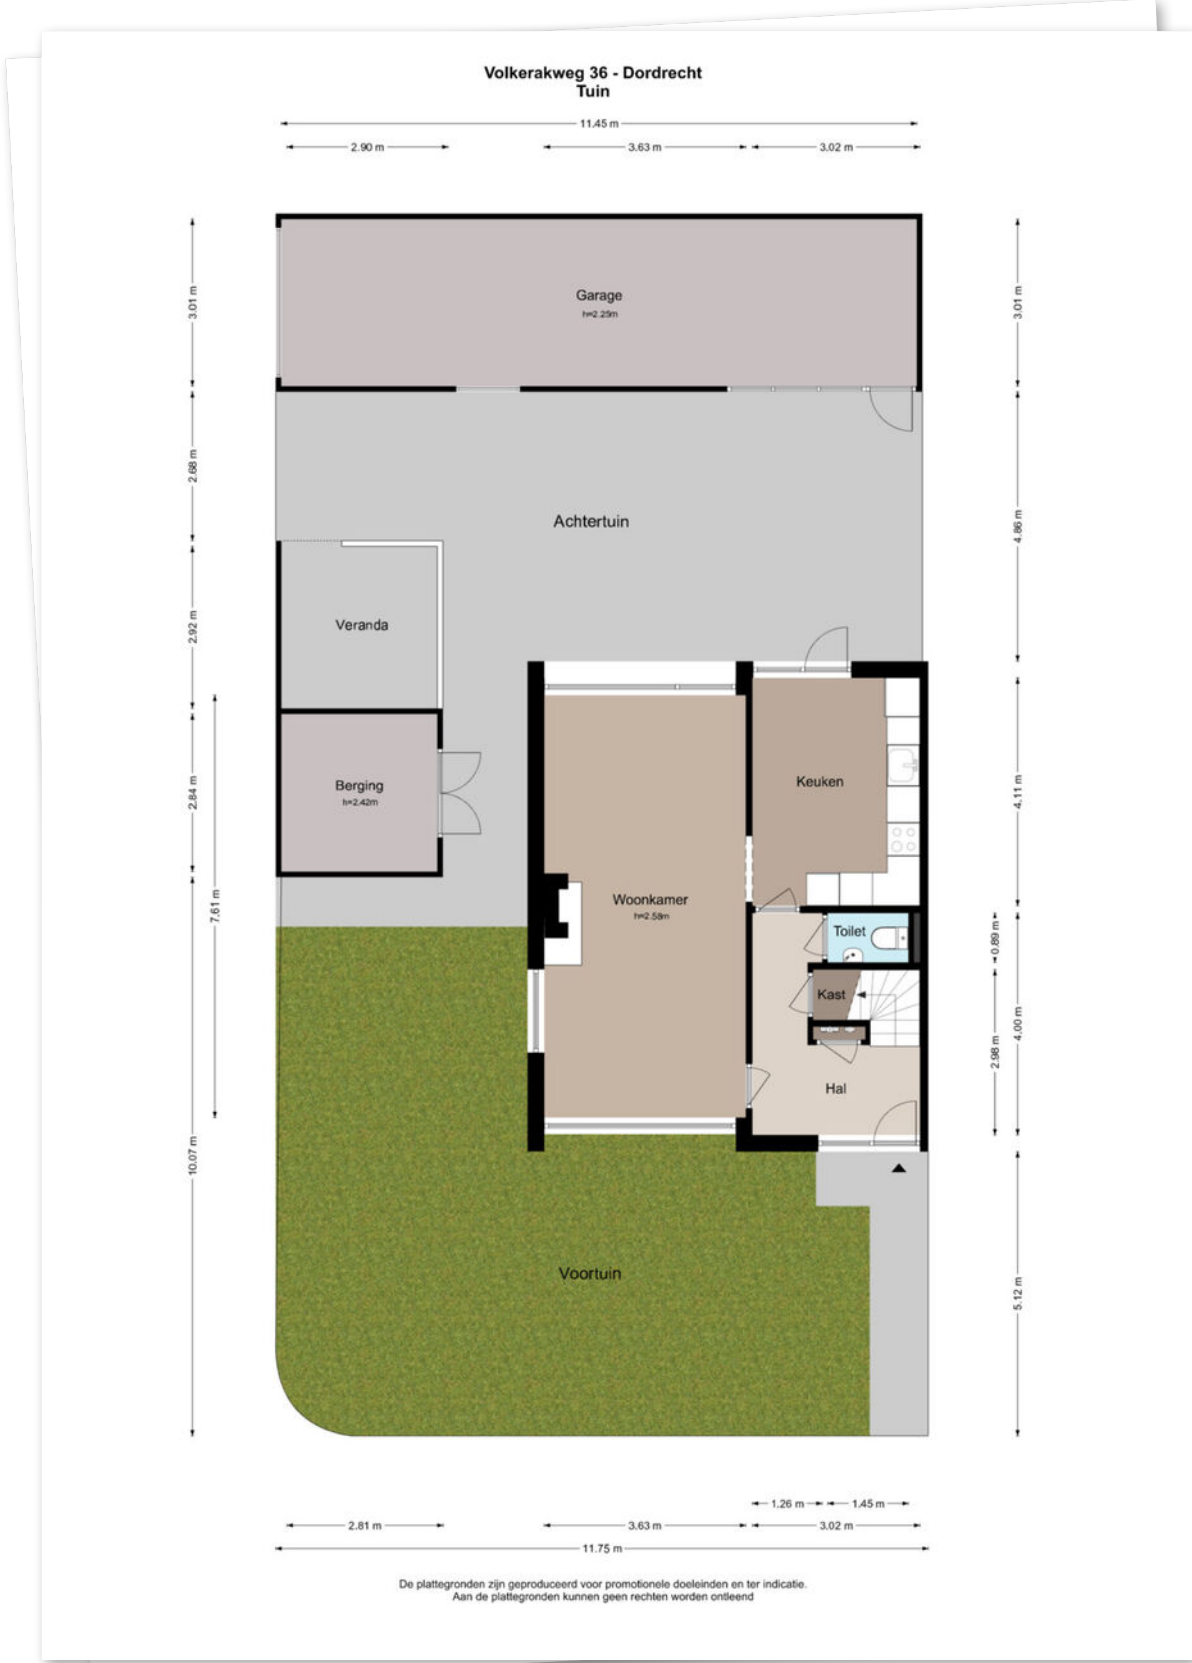 Volkerakweg 36 - Dordrecht
Tuin
11.45 m
2.90 m
3.63 m
3.02 m
3.01 m
2.68 m
2.92 m
2.84 m
7.61 m
10.07 m
Garage
h=2.25m
Achtertuin
Veranda
Berging
h=2.42m
Keuken
Woonkamer
h=2.58m
Toilet
Kast
Hal
Voortuin
3.01 m
4.86 m
4.11 m
0.89 m
4.00 m
2.98 m
5.12 m
1.26 m
1.45 m
2.81 m
3.63 m
3.02 m
11.75 m
De plattegronden zijn geproduceerd voor promotionele doeleinden en ter indicatie.
Aan de plattegronden kunnen geen rechten worden ontleend